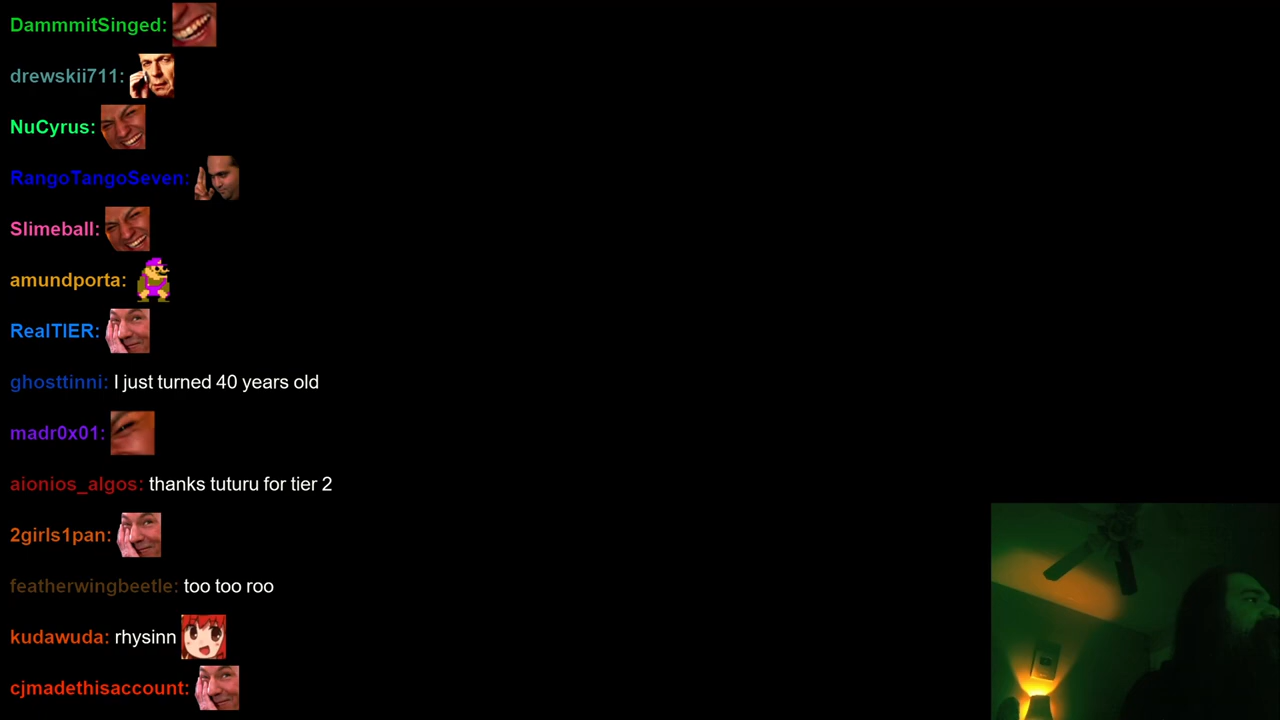 DammmitSinged:
drewskii711:
NuCyrus:
RangoTangoSeven:
Slimeball:
amundporta:
RealTIER:
ghosttinni: I just turned 40 years old
madr0x01:
aionios_algos: thanks tuturu for tier 2
2girls1pan:
featherwingbeetle: too too roo
kudawuda: rhysinn
cjmadethisaccount: